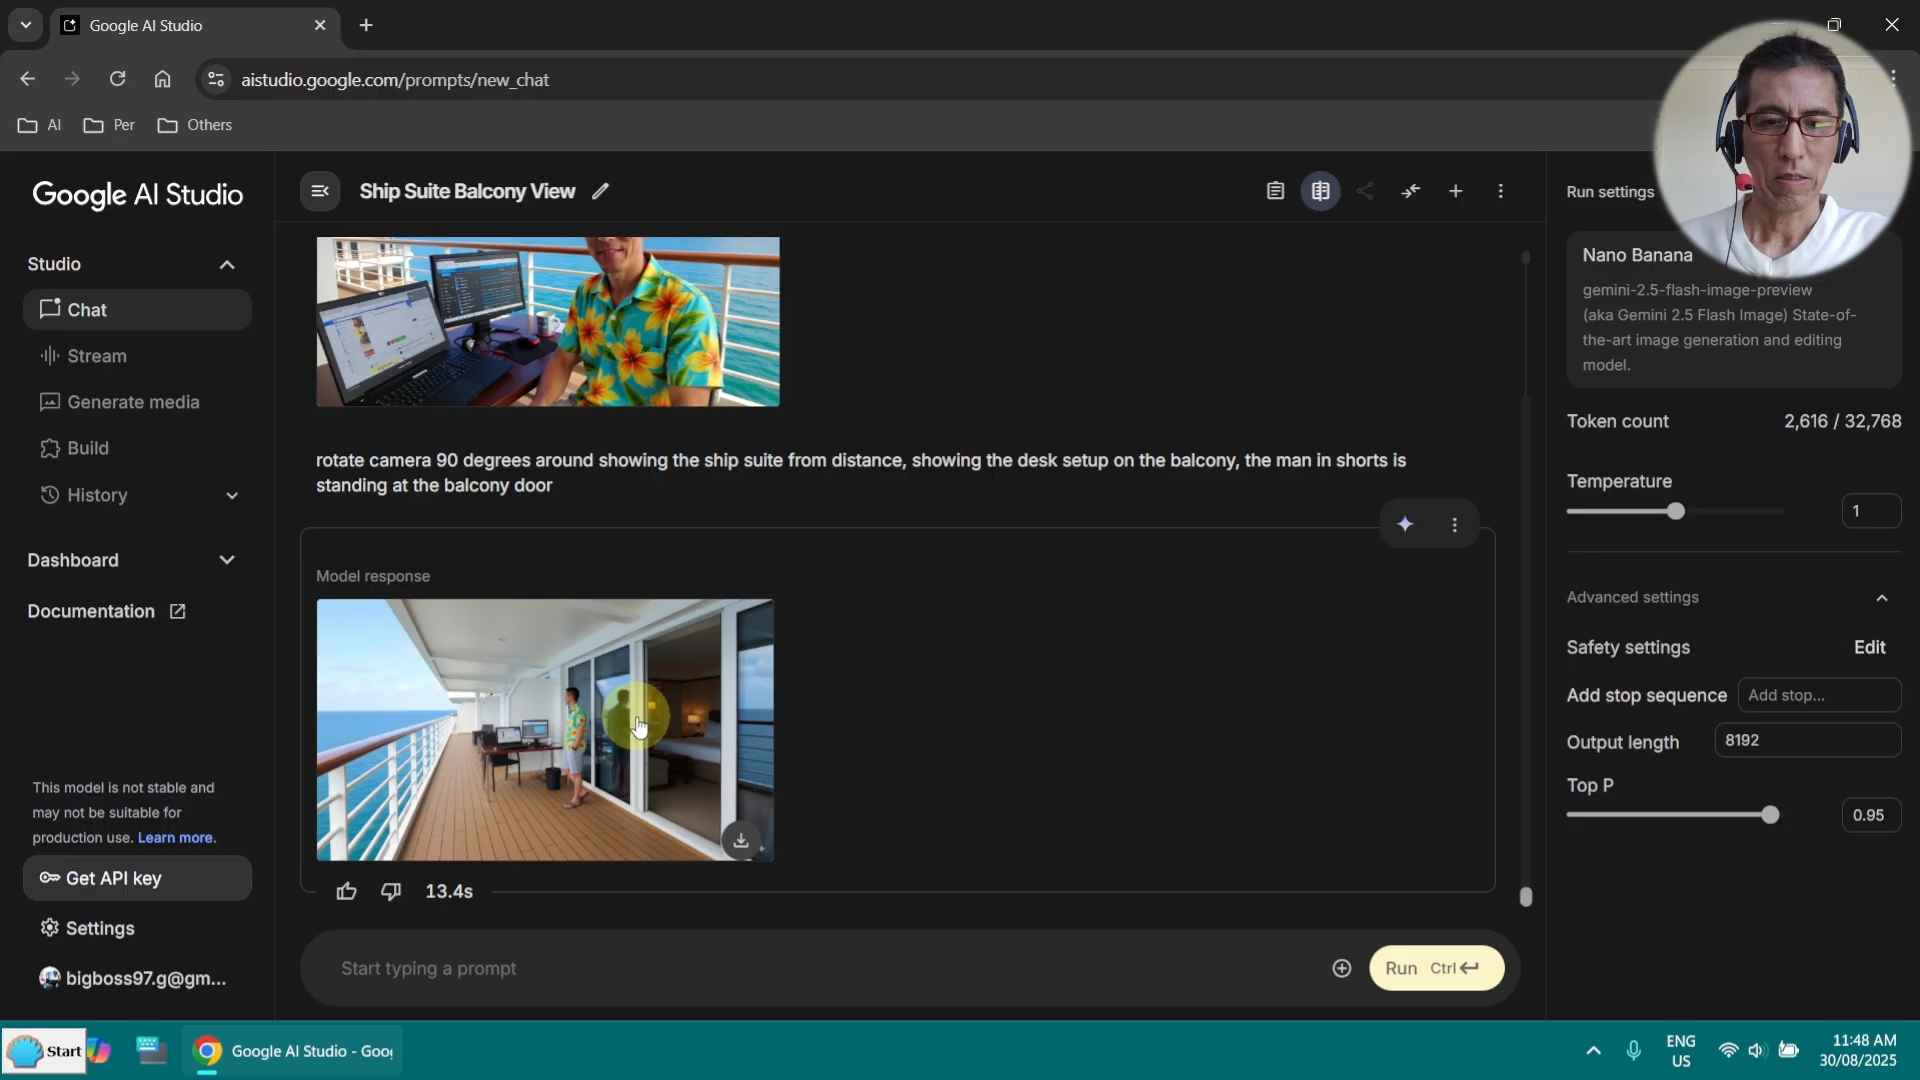 Google AI Studio
aistudio.google.com/prompts/new_chat
AI
Per
Others
Google AI Studio
Studio
Chat
Stream
Generate media
Build
History
Dashboard
Documentation
This model is not stable and
may not be suitable for
production use. Learn more.
Get API key
Settings
bigboss97.g@gm...
Ship Suite Balcony View
rotate camera 90 degrees around showing the ship suite from distance, showing the desk setup on the balcony, the man in shorts is
standing at the balcony door
Model response
13.4s
Start typing a prompt
Run Ctrl
Run settings
Nano Banana
gemini-2.5-flash-image-preview
(aka Gemini 2.5 Flash Image) State-of-
the-art image generation and editing
model.
Token count 2,616 / 32,768
Temperature
1
Advanced settings
Safety settings Edit
Add stop sequence Add stop...
Output length 8192
Top P
0.95
Start
Google AI Studio - Goo
ENG
US
11:48 AM
30/08/2025